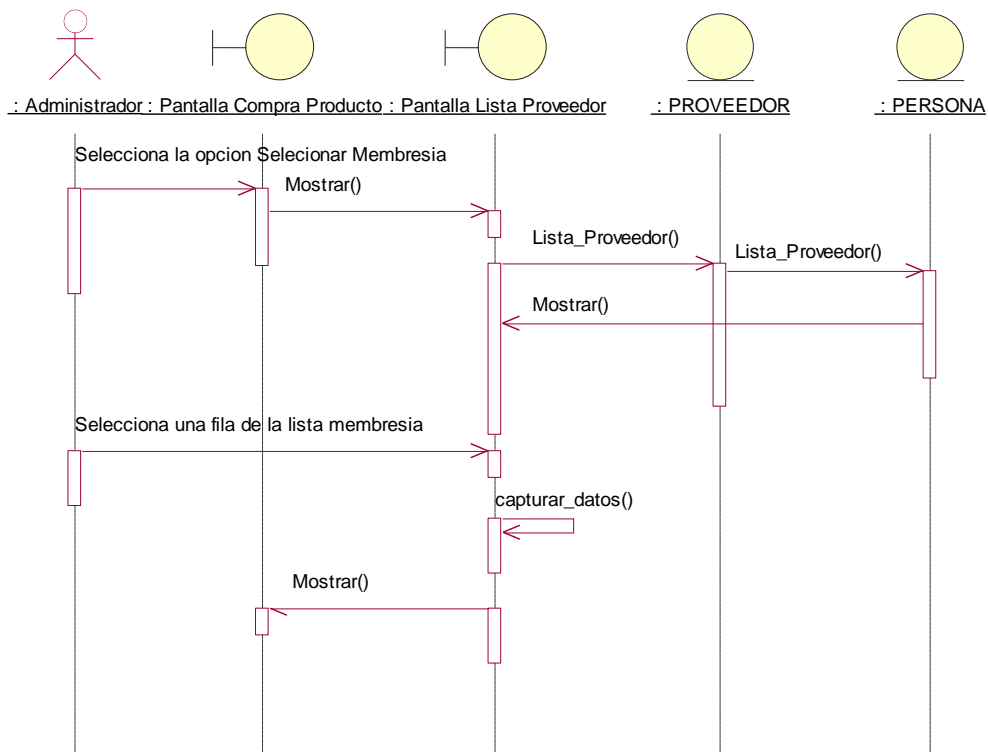 : Administrador : Pantalla Compra Producto : Pantalla Lista Proveedor : PROVEEDOR : PERSONA
Selecciona la opcion Selecionar Membresia
Mostrar()
Lista_Proveedor()
Lista_Proveedor()
Mostrar()
Selecciona una fila de la lista membresia
capturar_datos()
Mostrar()